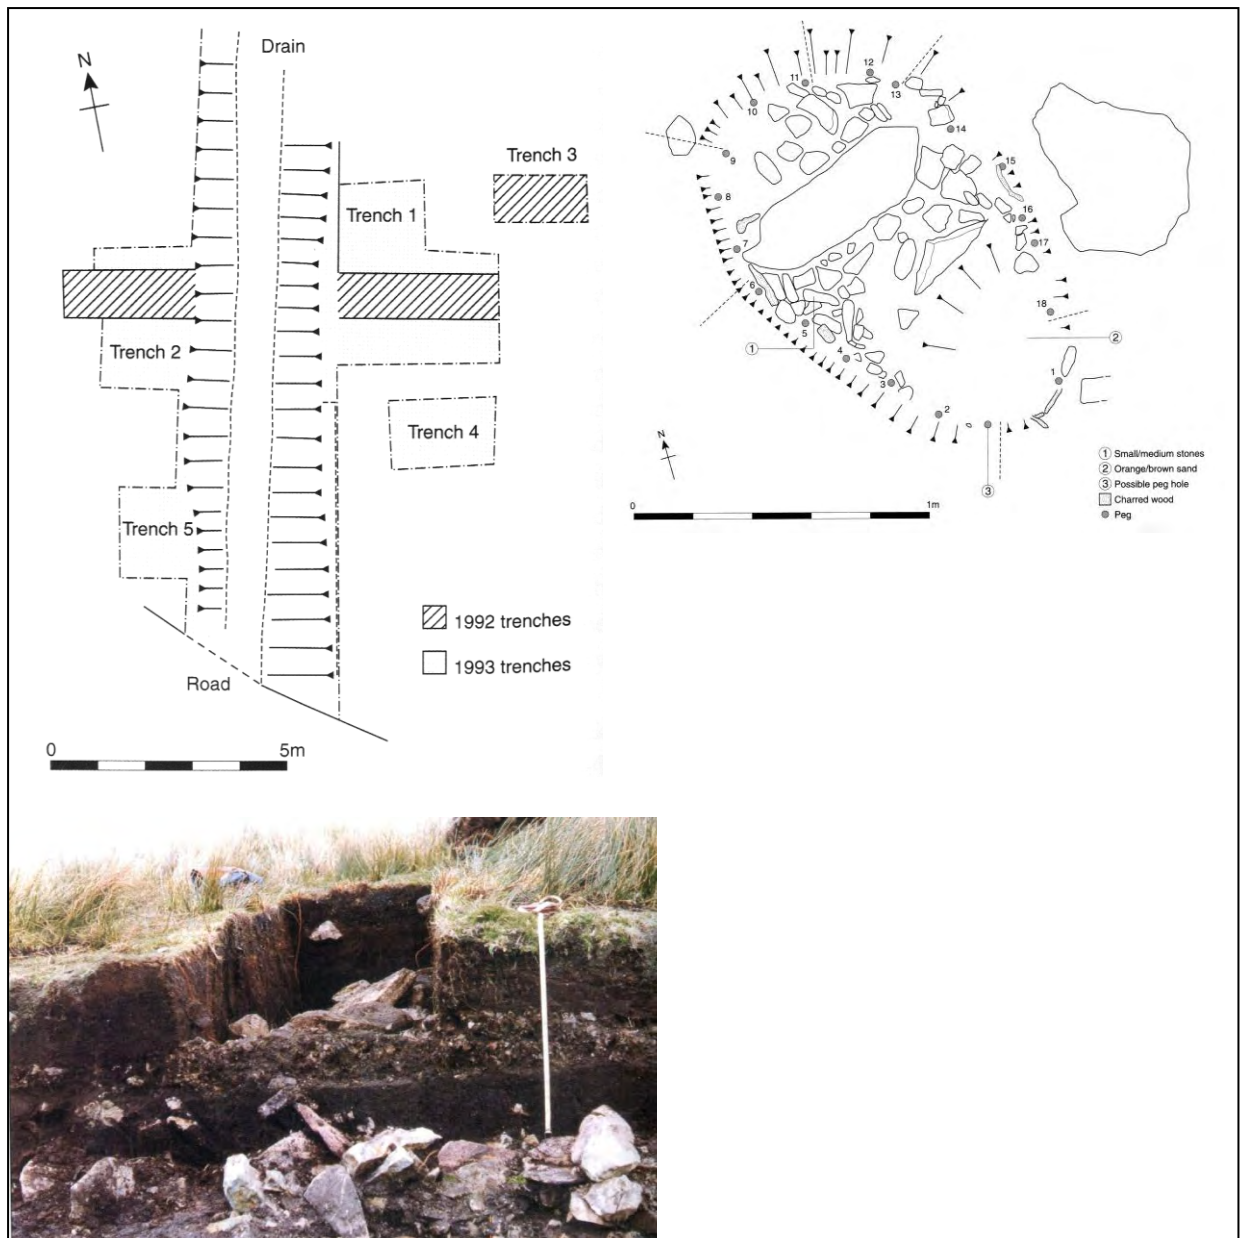 N
Drain
Trench 3
Trench 1
Trench 2
Trench 4
Trench 5
1992 trenches
1993 trenches
Road
0 5m
12
11
13
10
14
9
15
8
16
7
17
6
18
5
1
2
4
1
3
2
N
3
1 Small/medium stones
2 Orange/brown sand
3 Possible peg hole
Charred wood
Peg
0 1m